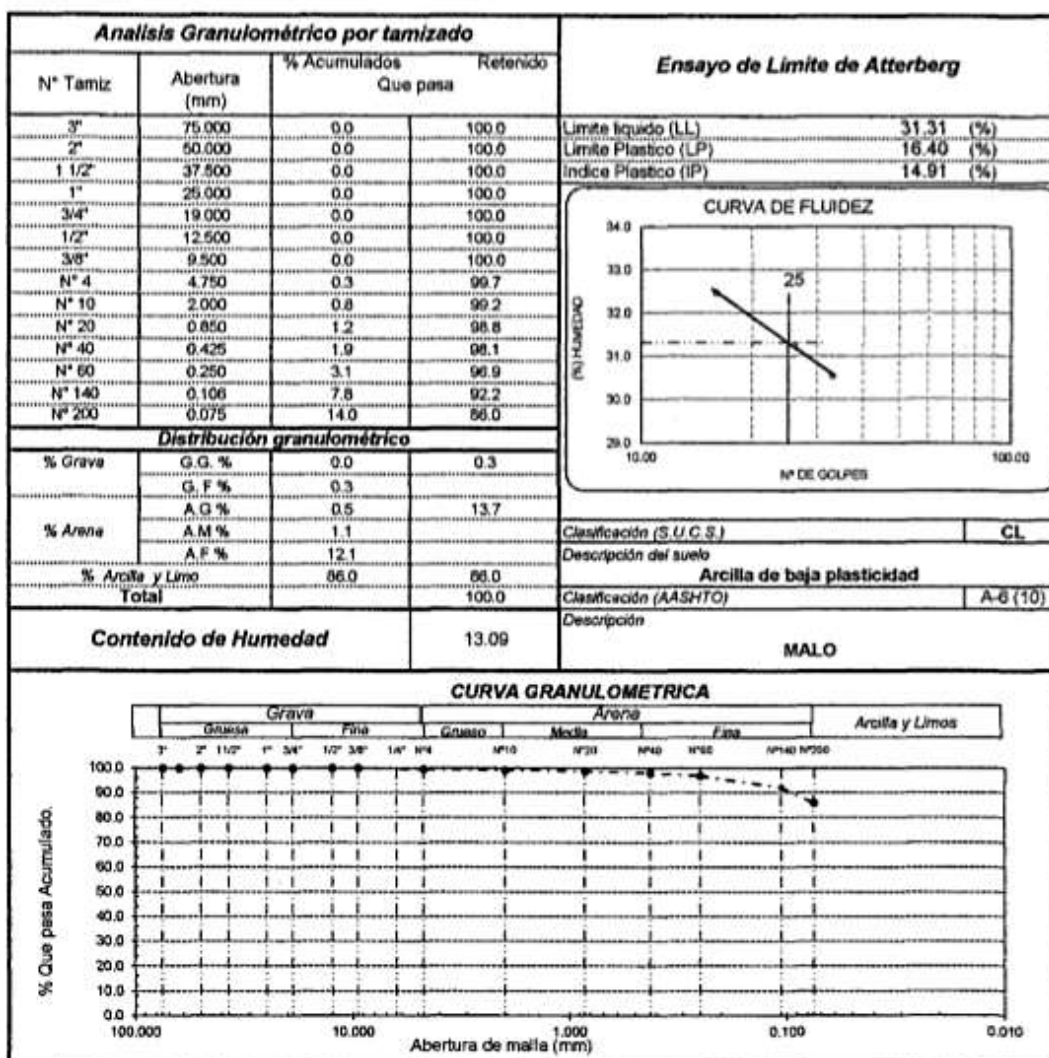 Analisis Granulométrico por tamizado
N° Tamiz Abertura (mm) % Acumulados Retenido Que pasa
3" 75.000 0.0 100.0
2" 50.000 0.0 100.0
1 1/2" 37.500 0.0 100.0
1" 25.000 0.0 100.0
3/4" 19.000 0.0 100.0
1/2" 12.500 0.0 100.0
3/8" 9.500 0.0 100.0
N° 4 4.750 0.3 99.7
N° 10 2.000 0.8 99.2
N° 20 0.850 1.2 98.8
N° 40 0.425 1.9 98.1
N° 60 0.250 3.1 96.9
N° 140 0.106 7.8 92.2
N° 200 0.075 14.0 86.0
Distribución granulométrico
% Grava G.G. % 0.0 0.3
G. F % 0.3
A.G % 0.5 13.7
% Arena A.M % 1.1
A.F % 12.1
% Arcilla y Limo 86.0 86.0
Total 100.0
Contenido de Humedad 13.09
Ensayo de Límite de Atterberg
Limite liquido (LL) 31.31 (%)
Limite Plastico (LP) 16.40 (%)
Indice Plastico (IP) 14.91 (%)
CURVA DE FLUIDEZ
34.0
33.0
32.0
31.0
30.0
29.0
25
(%) HUMEDAD
10.00 100.00
N° DE GOLPES
Clasificación (S.U.C.S.) CL
Descripción del suelo
Arcilla de baja plasticidad
Clasificación (AASHTO) A-6 (10)
Descripción
MALO
CURVA GRANULOMETRICA
Grava Arena Arcilla y Limos
Gruesa Fina Grueso Media Fina
3" 2" 11/2" 1" 3/4" 1/2" 3/8" 1/4" N°4 N°10 N°20 N°40 N°60 N°140 N°200
100.0
90.0
80.0
70.0
60.0
50.0
40.0
30.0
20.0
10.0
0.0
% Que pasa Acumulado.
100.000 10.000 1.000 0.100 0.010
Abertura de malla (mm)